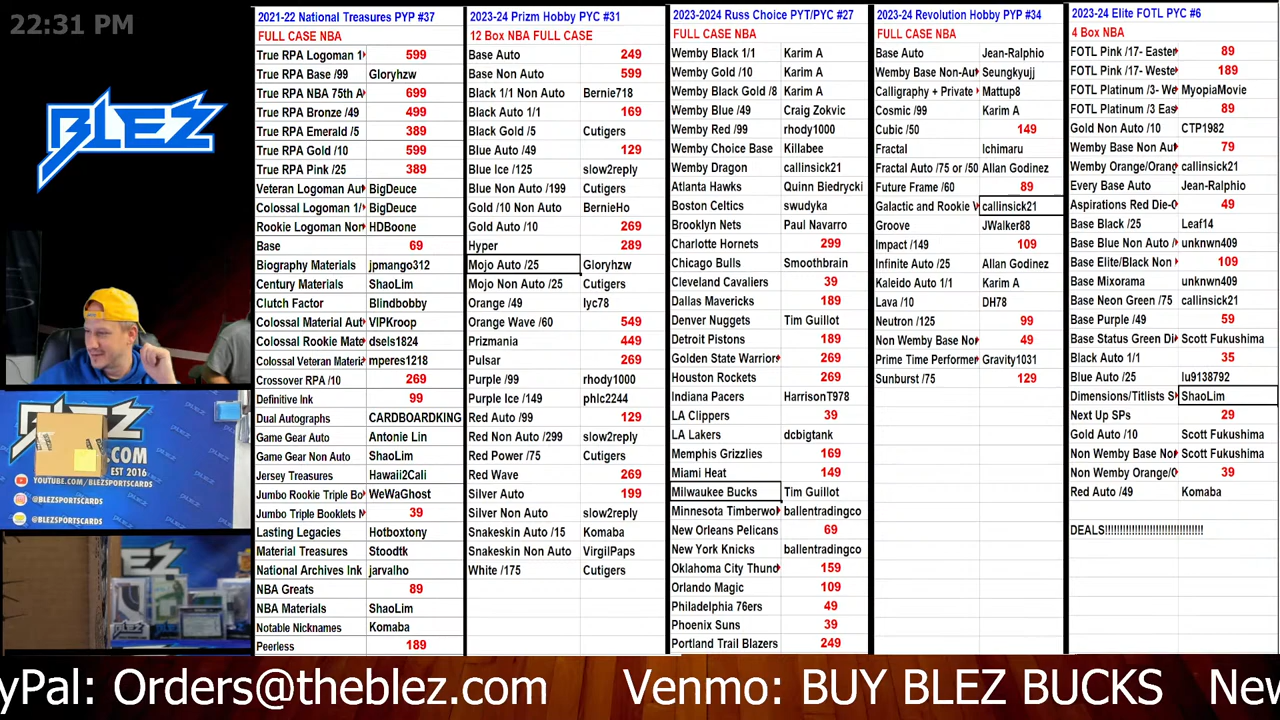 22:31 PM
BLEZ
BLEZ
.COM
EST 2016
YOUTUBE.COM/BLEZSPORTSCARDS
@BLEZSPORTSCARDS
@BLEZSPORTSCARDS
2021-22 National Treasures PYP #37
FULL CASE NBA
True RPA Logoman 1 599
True RPA Base /99 Gloryhzw
True RPA NBA 75th A 699
True RPA Bronze /49 499
True RPA Emerald /5 389
True RPA Gold /10 599
True RPA Pink /25 389
Veteran Logoman Au BigDeuce
Colossal Logoman 1/ BigDeuce
Rookie Logoman Non HDBoone
Base 69
Biography Materials jpmango312
Century Materials ShaoLim
Clutch Factor Blindbobby
Colossal Material Aut VIPKroop
Colossal Rookie Mate dsels1824
Colossal Veteran Materi mperes1218
Crossover RPA /10 269
Definitive Ink 99
Dual Autographs CARDBOARDKING
Game Gear Auto Antonie Lin
Game Gear Non Auto ShaoLim
Jersey Treasures Hawaii2Cali
Jumbo Rookie Triple Bo WeWaGhost
Jumbo Triple Booklets N 39
Lasting Legacies Hotboxtony
Material Treasures Stoodtk
National Archives Ink jarvalho
NBA Greats 89
NBA Materials ShaoLim
Notable Nicknames Komaba
Peerless 189
2023-24 Prizm Hobby PYC #31
12 Box NBA FULL CASE
Base Auto 249
Base Non Auto 599
Black 1/1 Non Auto Bernie718
Black Auto 1/1 169
Black Gold /5 Cutigers
Blue Auto /49 129
Blue Ice /125 slow2reply
Blue Non Auto /199 Cutigers
Gold /10 Non Auto BernieHo
Gold Auto /10 269
Hyper 289
Mojo Auto /25 Gloryhzw
Mojo Non Auto /25 Cutigers
Orange /49 lyc78
Orange Wave /60 549
Prizmania 449
Pulsar 269
Purple /99 rhody1000
Purple Ice /149 phlc2244
Red Auto /99 129
Red Non Auto /299 slow2reply
Red Power /75 Cutigers
Red Wave 269
Silver Auto 199
Silver Non Auto slow2reply
Snakeskin Auto /15 Komaba
Snakeskin Non Auto VirgilPaps
White /175 Cutigers
2023-2024 Russ Choice PYT/PYC #27
FULL CASE NBA
Wemby Black 1/1 Karim A
Wemby Gold /10 Karim A
Wemby Black Gold /8 Karim A
Wemby Blue /49 Craig Zokvic
Wemby Red /99 rhody1000
Wemby Choice Base Killabee
Wemby Dragon callinsick21
Atlanta Hawks Quinn Biedrycki
Boston Celtics swudyka
Brooklyn Nets Paul Navarro
Charlotte Hornets 299
Chicago Bulls Smoothbrain
Cleveland Cavaliers 39
Dallas Mavericks 189
Denver Nuggets Tim Guillot
Detroit Pistons 189
Golden State Warrior 269
Houston Rockets 269
Indiana Pacers HarrisonT978
LA Clippers 39
LA Lakers dcbigtank
Memphis Grizzlies 169
Miami Heat 149
Milwaukee Bucks Tim Guillot
Minnesota Timberwo ballentradingco
New Orleans Pelicans 69
New York Knicks ballentradingco
Oklahoma City Thund 159
Orlando Magic 109
Philadelphia 76ers 49
Phoenix Suns 39
Portland Trail Blazers 249
2023-24 Revolution Hobby PYP #34
FULL CASE NBA
Base Auto Jean-Ralphio
Wemby Base Non-Au Seungkyujj
Calligraphy + Private Mattup8
Cosmic /99 Karim A
Cubic /50 149
Fractal Ichimaru
Fractal Auto /75 or /50 Allan Godinez
Future Frame /60 89
Galactic and Rookie V callinsick21
Groove JWalker88
Impact /149 109
Infinite Auto /25 Allan Godinez
Kaleido Auto 1/1 Karim A
Lava /10 DH78
Neutron /125 99
Non Wemby Base Nor 49
Prime Time Performer Gravity1031
Sunburst /75 129
2023-24 Elite FOTL PYC #6
4 Box NBA
FOTL Pink /17- Easter 89
FOTL Pink /17- Weste 189
FOTL Platinum /3- We MyopiaMovie
FOTL Platinum /3 Eas 89
Gold Non Auto /10 CTP1982
Wemby Base Non Au 79
Wemby Orange/Orang callinsick21
Every Base Auto Jean-Ralphio
Aspirations Red Die-C 49
Base Black /25 Leaf14
Base Blue Non Auto / unknwn409
Base Elite/Black Non 109
Base Mixorama unknwn409
Base Neon Green /75 callinsick21
Base Purple /49 59
Base Status Green Di Scott Fukushima
Black Auto 1/1 35
Blue Auto /25 lu9138792
Dimensions/Titlists S ShaoLim
Next Up SPs 29
Gold Auto /10 Scott Fukushima
Non Wemby Base Nor Scott Fukushima
Non Wemby Orange/O 39
Red Auto /49 Komaba
DEALS!!!!!!!!!!!!!!!!!!!!!!!!!!!!!!!!!
yPal: Orders@theblez.com Venmo: BUY BLEZ BUCKS New